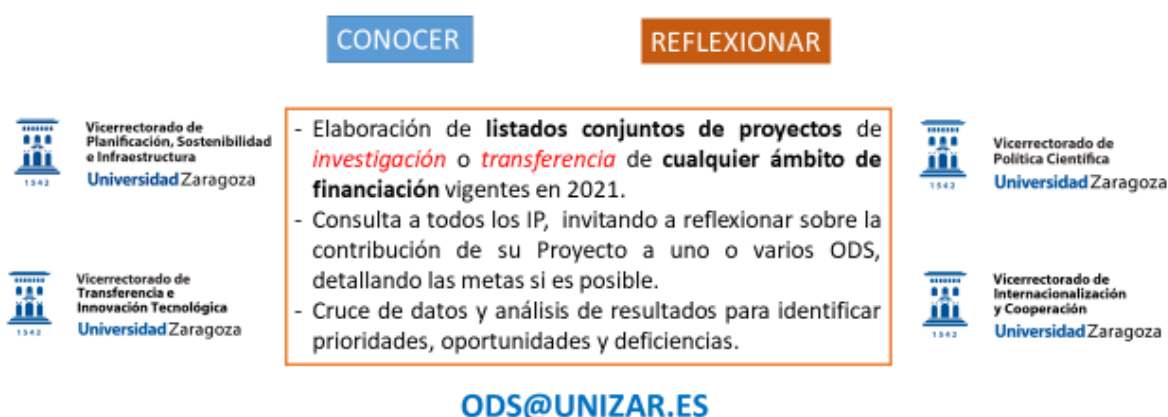 CONOCER
REFLEXIONAR
Vicerrectorado de
Planificación, Sostenibilidad
e Infraestructura
Universidad Zaragoza
1542
Vicerrectorado de
Transferencia e
Innovación Tecnológica
Universidad Zaragoza
1542
- Elaboración de listados conjuntos de proyectos de
investigación o transferencia de cualquier ámbito de
financiación vigentes en 2021.
- Consulta a todos los IP, invitando a reflexionar sobre la
contribución de su Proyecto a uno o varios ODS,
detallando las metas si es posible.
- Cruce de datos y análisis de resultados para identificar
prioridades, oportunidades y deficiencias.
Vicerrectorado de
Política Científica
Universidad Zaragoza
1542
Vicerrectorado de
Internacionalización
y Cooperación
Universidad Zaragoza
1542
ODS@UNIZAR.ES